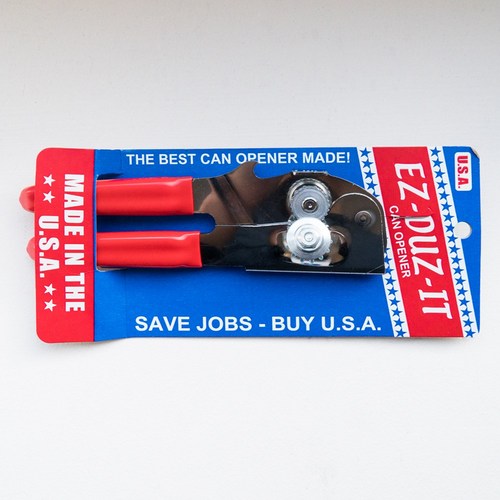 THE BEST CAN OPENER MADE!
MADE IN THE
U.S.A.
SAVE JOBS - BUY U.S.A.
U.S.A.
EZ-DUZ-IT
CAN OPENER